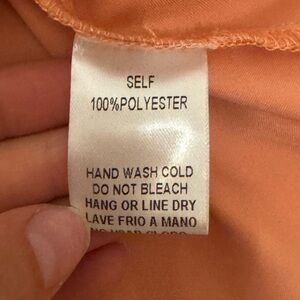 SELF
100%POLYESTER
HAND WASH COLD
DO NOT BLEACH
HANG OR LINE DRY
LAVE FRIO A MANO